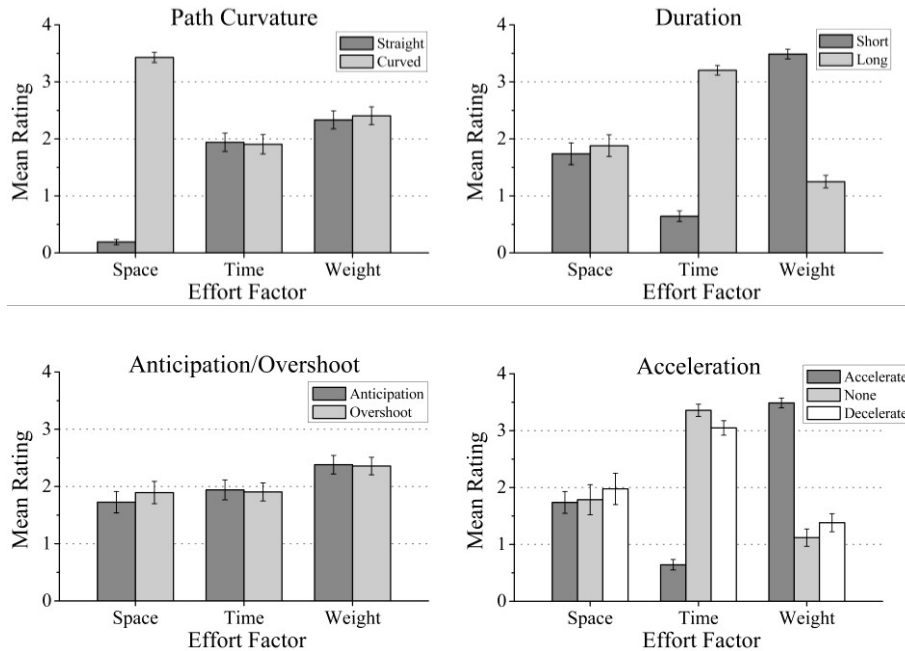 Path Curvature
Straight
Curved
Mean Rating
4
3
2
1
0
Space Time Weight
Effort Factor
Duration
Short
Long
Mean Rating
4
3
2
1
0
Space Time Weight
Effort Factor
Anticipation/Overshoot
Anticipation
Overshoot
Mean Rating
4
3
2
1
0
Space Time Weight
Effort Factor
Acceleration
Accelerate
None
Decelerate
Mean Rating
4
3
2
1
0
Space Time Weight
Effort Factor